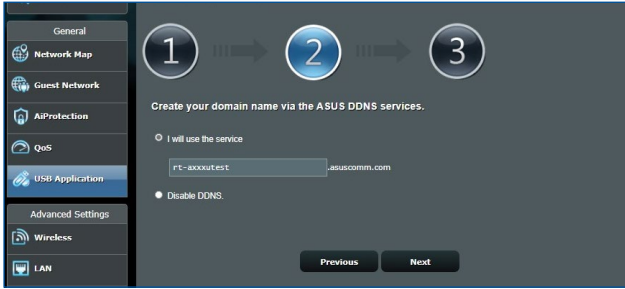 General
Network Map
Guest Network
AiProtection
QoS
USB Application
Advanced Settings
Wireless
LAN
1
2
3
Create your domain name via the ASUS DDNS services.
I will use the service
rt-axxxutest .asuscomm.com
Disable DDNS.
Previous Next